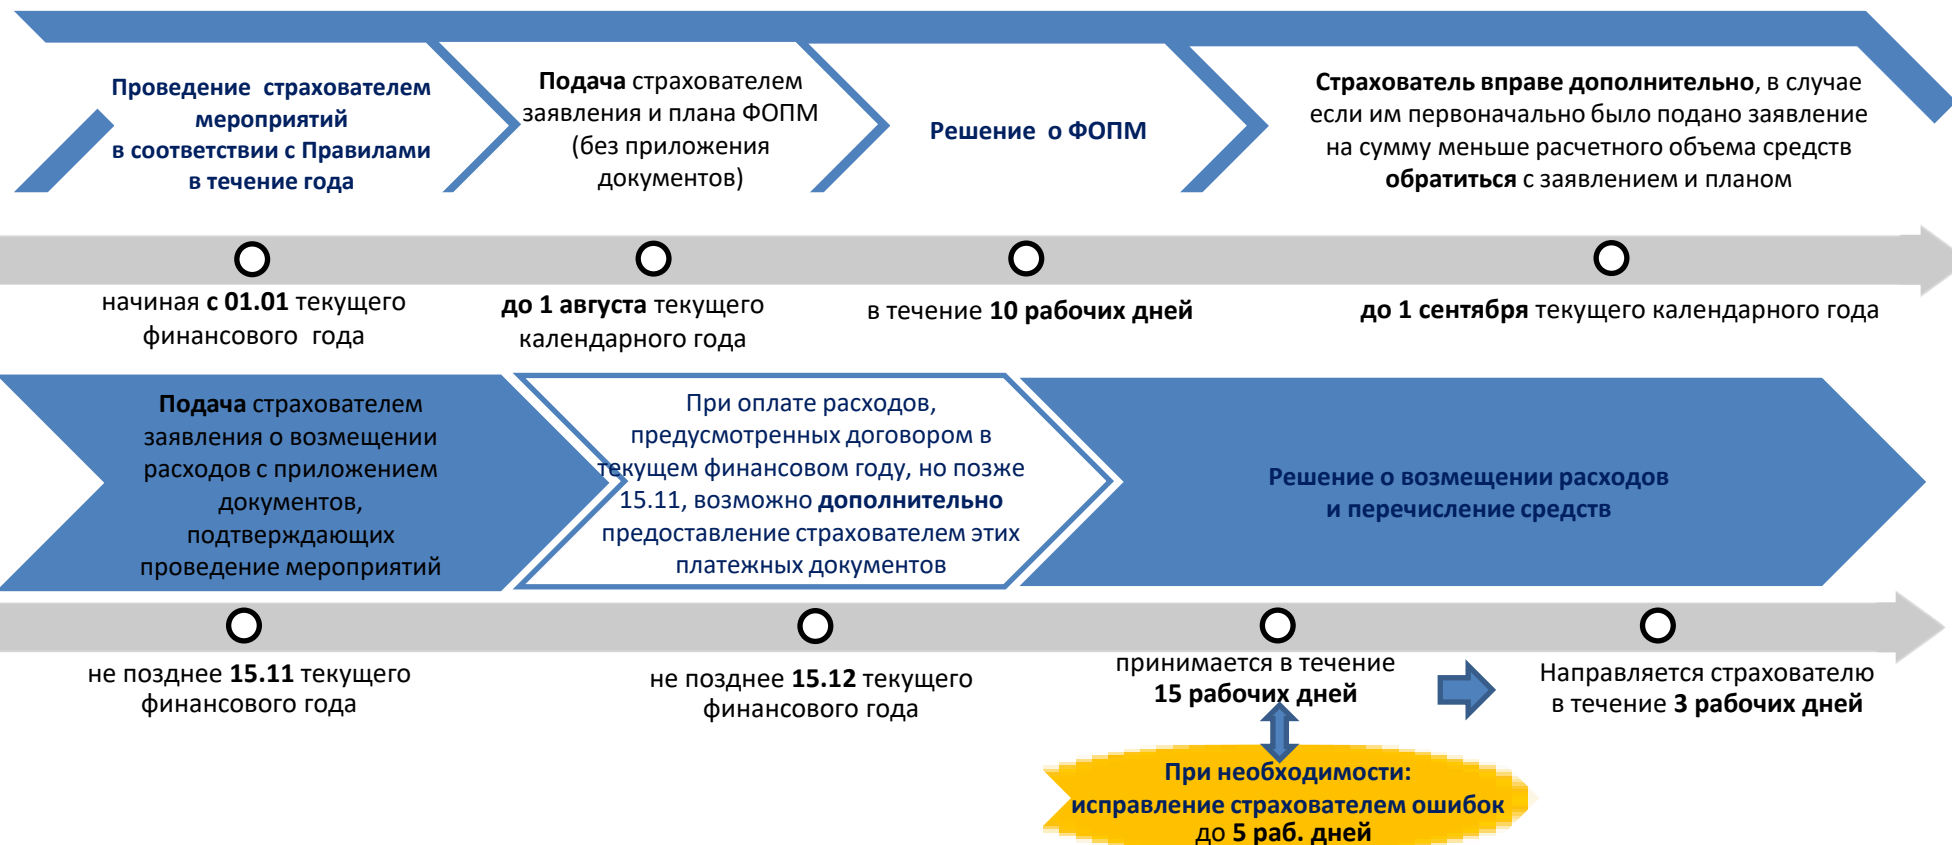 Проведение страхователем
мероприятий
в соответствии с Правилами
в течение года
Подача страхователем
заявления и плана ФОПМ
(без приложения
документов)
Решение о ФОПМ
Страхователь вправе дополнительно, в случае
если им первоначально было подано заявление
на сумму меньше расчетного объема средств
обратиться с заявлением и планом
начиная с 01.01 текущего
финансового года
до 1 августа текущего
календарного года
в течение 10 рабочих дней
до 1 сентября текущего календарного года
Подача страхователем
заявления о возмещении
расходов с приложением
документов,
подтверждающих
проведение мероприятий
При оплате расходов,
предусмотренных договором в
текущем финансовом году, но позже
15.11, возможно дополнительно
предоставление страхователем этих
платежных документов
Решение о возмещении расходов
и перечисление средств
не позднее 15.11 текущего
финансового года
не позднее 15.12 текущего
финансового года
принимается в течение
15 рабочих дней
Направляется страхователю
в течение 3 рабочих дней
При необходимости:
исправление страхователем ошибок
до 5 раб. дней